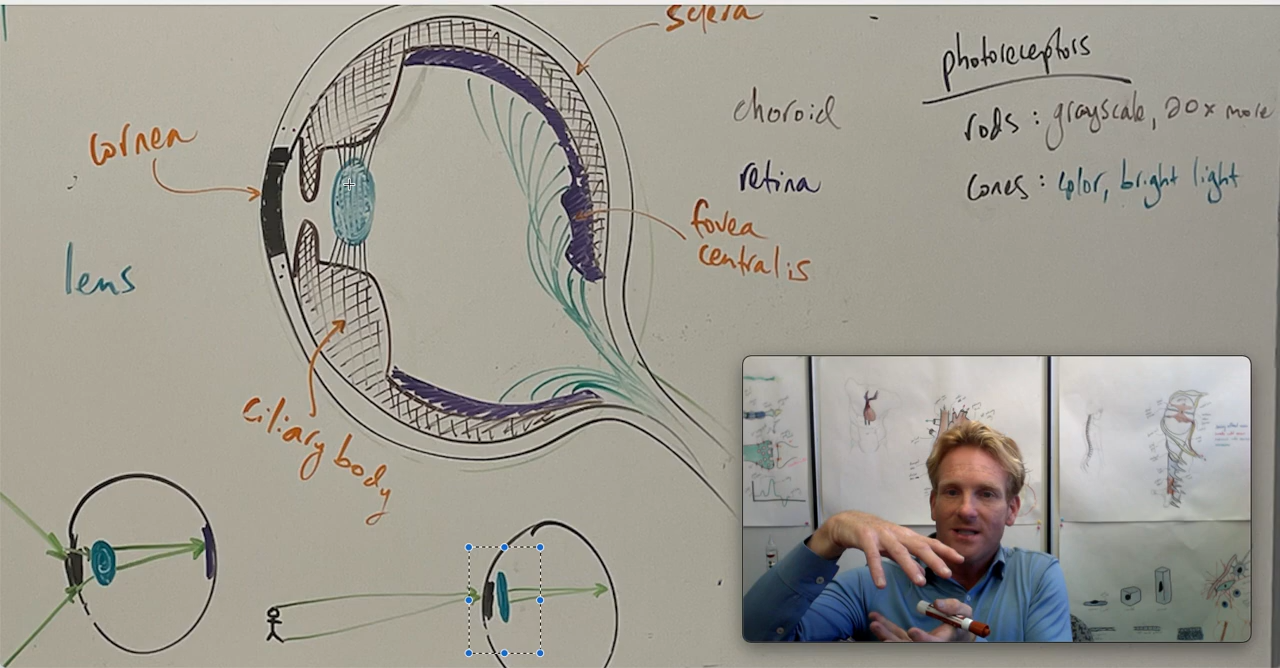 sclera
photoreceptors
choroid
rods : grayscale, 20x more
cornea
retina
cones : color, bright light
fovea
centralis
lens
ciliary body